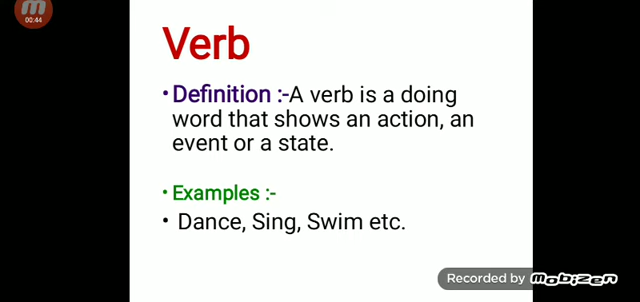 00:44
Verb
• Definition :-A verb is a doing
word that shows an action, an
event or a state.
• Examples :-
• Dance, Sing, Swim etc.
Recorded by mobizen